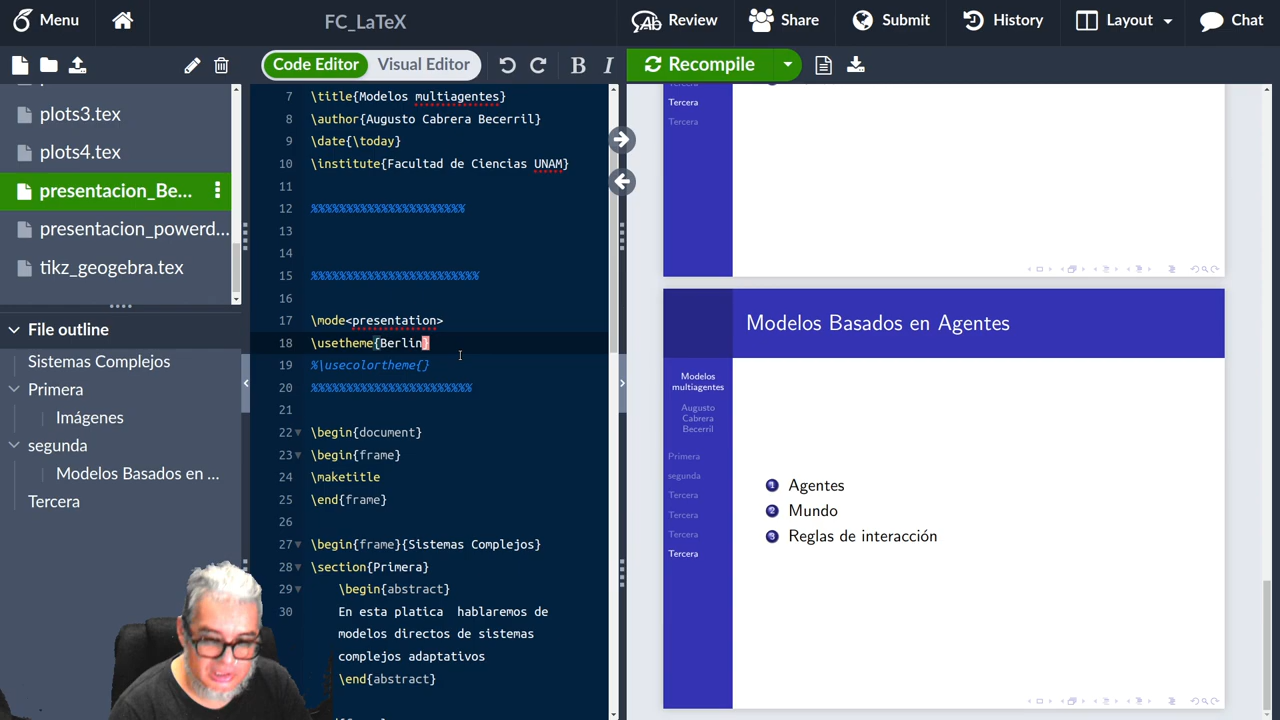 Menu
FC_LaTeX
Review
Share
Submit
History
Layout
Chat
Code Editor
Visual Editor
B
I
Recompile
plots3.tex
plots4.tex
presentacion_Be...
presentacion_powerd...
tikz_geogebra.tex
File outline
Sistemas Complejos
Primera
Imágenes
segunda
Modelos Basados en ...
Tercera
7 \title{Modelos multiagentes}
8 \author{Augusto Cabrera Becerril}
9 \date{\today}
10 \institute{Facultad de Ciencias UNAM}
11
12 %%%%%%%%%%%%%%%%%%%%%%
13
14
15 %%%%%%%%%%%%%%%%%%%%%%%%
16
17 \mode<presentation>
18 \usetheme{Berlin}
19 %\usecolortheme{}
20 %%%%%%%%%%%%%%%%%%%%%%%
21
22 \begin{document}
23 \begin{frame}
24 \maketitle
25 \end{frame}
26
27 \begin{frame}{Sistemas Complejos}
28 \section{Primera}
29 \begin{abstract}
30 En esta platica hablaremos de
modelos directos de sistemas
complejos adaptativos
\end{abstract}
Tercera
Tercera
Modelos Basados en Agentes
Modelos
multiagentes
Augusto
Cabrera
Becerril
Primera
segunda
Tercera
Tercera
Tercera
Tercera
1 Agentes
2 Mundo
3 Reglas de interacción